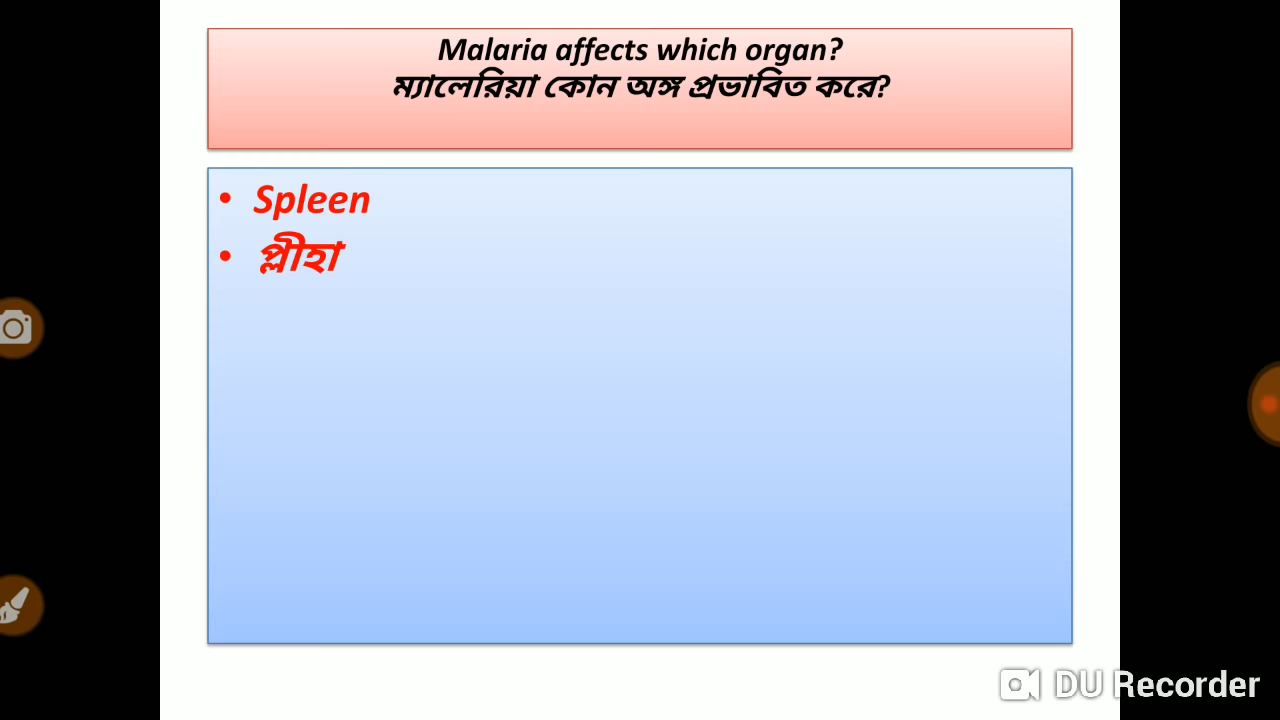 Malaria affects which organ?
ম্যালেরিয়া কোন অঙ্গ প্রভাবিত করে?
• Spleen
• প্লীহা
DU Recorder